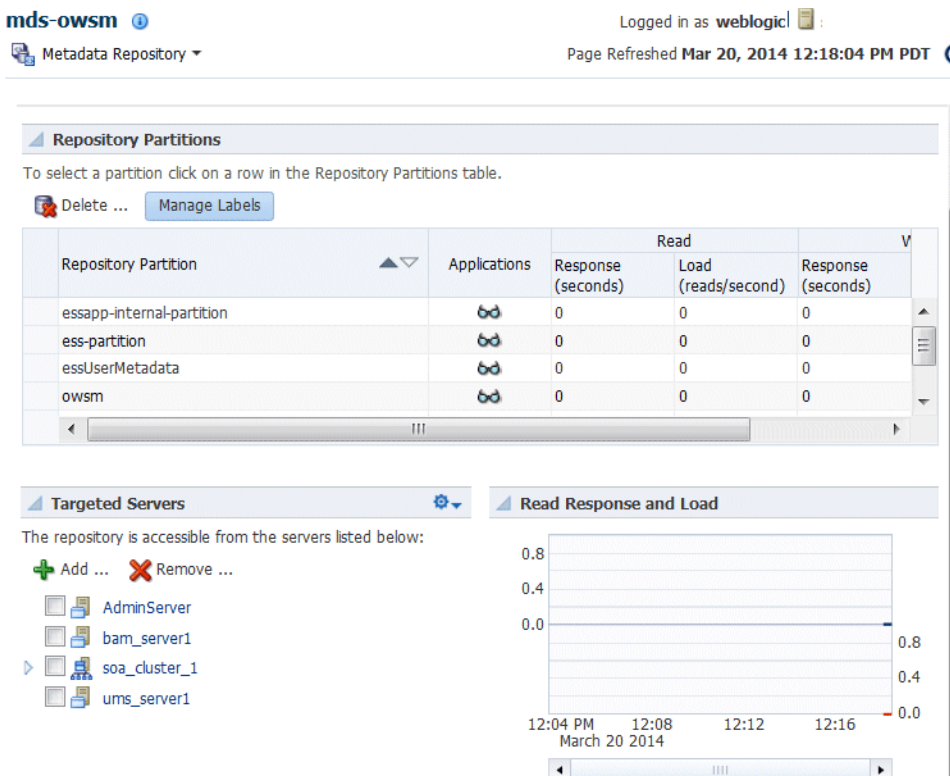 mds-owsm
Logged in as weblogic
Metadata Repository
Page Refreshed Mar 20, 2014 12:18:04 PM PDT
Repository Partitions
To select a partition click on a row in the Repository Partitions table.
Delete ... Manage Labels
Read
Repository Partition Applications Response (seconds) Load (reads/second) Response (seconds)
essapp-internal-partition 0 0 0
ess-partition 0 0 0
essUserMetadata 0 0 0
owsm 0 0 0
Targeted Servers
The repository is accessible from the servers listed below:
Add ... Remove ...
AdminServer
bam_server1
soa_cluster_1
ums_server1
Read Response and Load
0.8
0.4
0.0
0.8
0.4
0.0
12:04 PM 12:08 12:12 12:16
March 20 2014